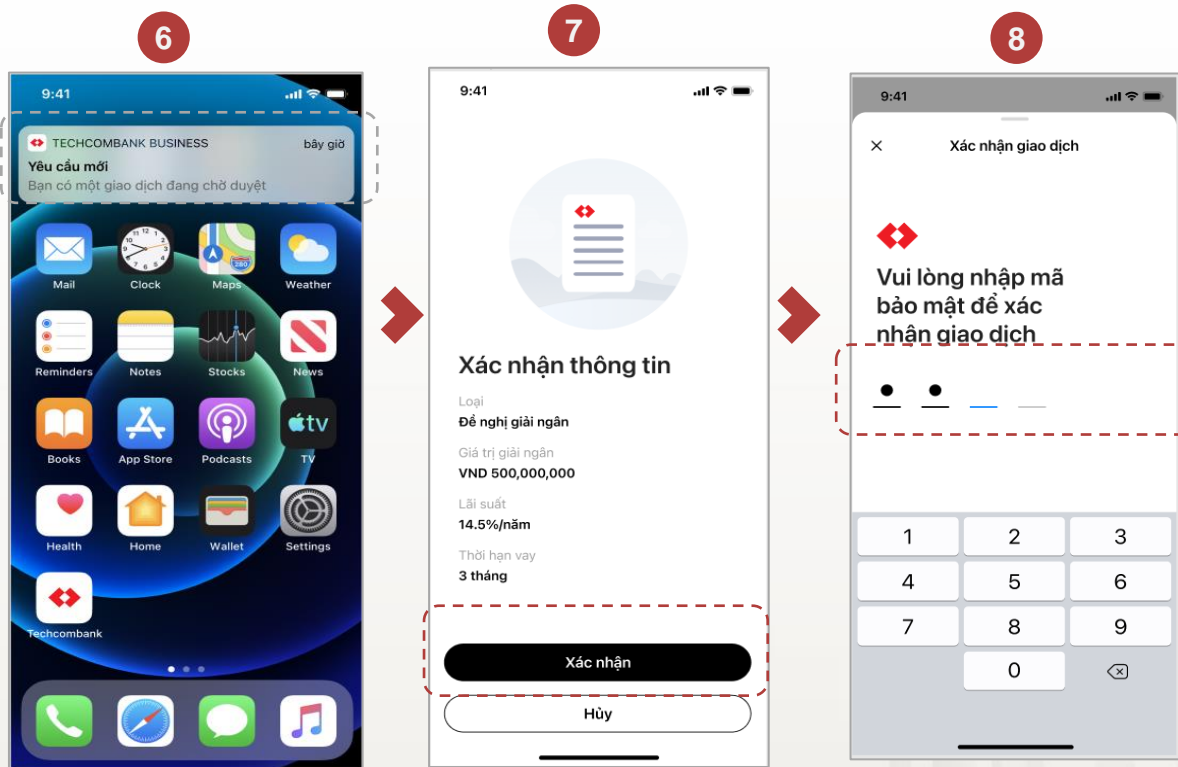 6
7
8
9:41
TECHCOMBANK BUSINESS
bây giờ
Yêu cầu mới
Bạn có một giao dịch đang chờ duyệt
Mail
Clock
Maps
Weather
Reminders
Notes
Stocks
News
Books
App Store
Podcasts
TV
tv
280
Health
Home
Wallet
Settings
Techcombank
9:41
Xác nhận thông tin
Loại
Đề nghị giải ngân
Giá trị giải ngân
VND 500,000,000
Lãi suất
14.5%/năm
Thời hạn vay
3 tháng
Xác nhận
Hủy
9:41
Xác nhận giao dịch
Vui lòng nhập mã
bảo mật để xác
nhận giao dịch
1 2 3
4 5 6
7 8 9
0